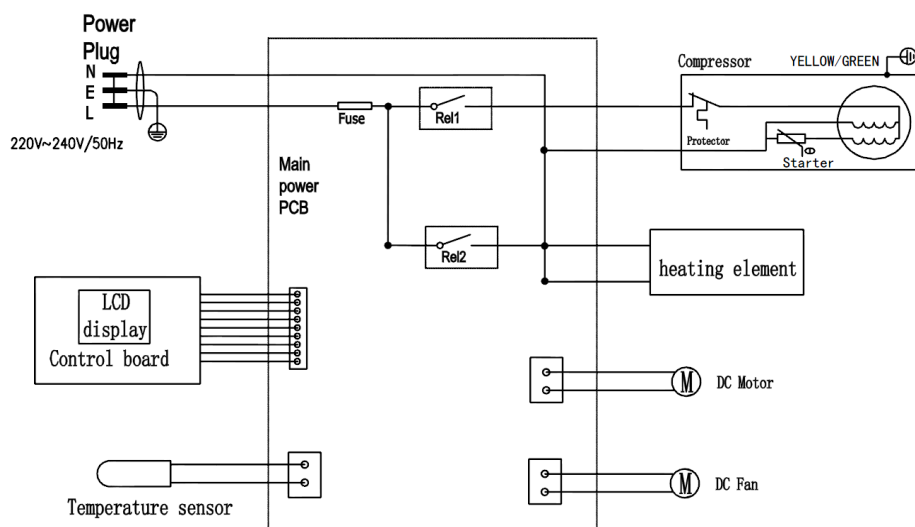 Power
Plug
N
E
L
220V~240V/50Hz
Fuse
Rel1
Rel2
Main
power
PCB
Compressor
YELLOW/GREEN
Protector
Starter
heating element
LCD
display
Control board
M
DC Motor
M
DC Fan
Temperature sensor